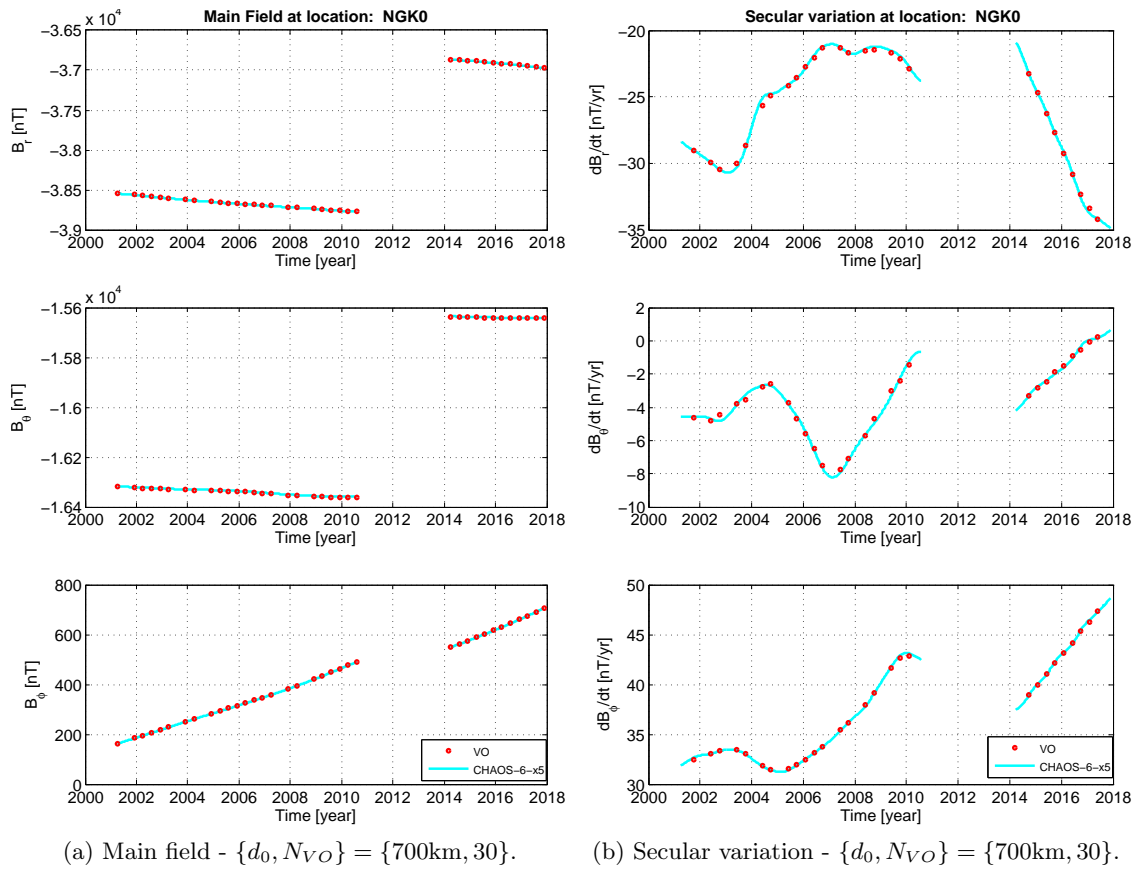 Main Field at location: NGK0
x 10⁴
−3.65
−3.7
−3.75
−3.8
−3.85
−3.9
B_r [nT]
2000 2002 2004 2006 2008 2010 2012 2014 2016 2018
Time [year]
Secular variation at location: NGK0
−20
−25
−30
−35
dB_r/dt [nT/yr]
2000 2002 2004 2006 2008 2010 2012 2014 2016 2018
Time [year]
x 10⁴
−1.56
−1.58
−1.6
−1.62
−1.64
B_θ [nT]
2000 2002 2004 2006 2008 2010 2012 2014 2016 2018
Time [year]
2
0
−2
−4
−6
−8
−10
dB_θ/dt [nT/yr]
2000 2002 2004 2006 2008 2010 2012 2014 2016 2018
Time [year]
800
600
400
200
0
B_ϕ [nT]
VO
CHAOS−6−x5
2000 2002 2004 2006 2008 2010 2012 2014 2016 2018
Time [year]
50
45
40
35
30
dB_ϕ/dt [nT/yr]
VO
CHAOS−6−x5
2000 2002 2004 2006 2008 2010 2012 2014 2016 2018
Time [year]
(a) Main field - {d_0, N_{VO}} = {700km, 30}.
(b) Secular variation - {d_0, N_{VO}} = {700km, 30}.